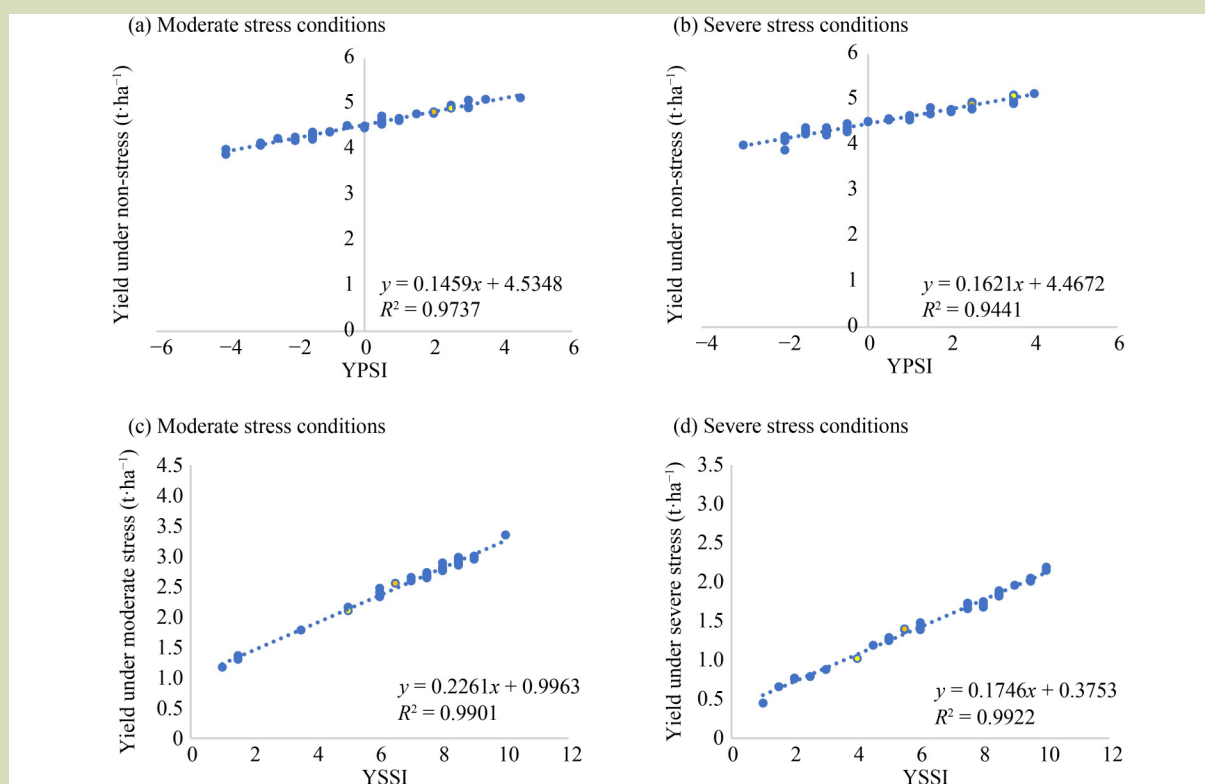 (a) Moderate stress conditions
Yield under non-stress (t·ha⁻¹)
6
5
4
3
2
1
0
−6 −4 −2 0 2 4 6
YPSI
y = 0.1459x + 4.5348
R² = 0.9737
(b) Severe stress conditions
Yield under non-stress (t·ha⁻¹)
6
5
4
3
2
1
0
−4 −2 0 2 4 6
YPSI
y = 0.1621x + 4.4672
R² = 0.9441
(c) Moderate stress conditions
Yield under moderate stress (t·ha⁻¹)
4.5
4.0
3.5
3.0
2.5
2.0
1.5
1.0
0.5
0
0 2 4 6 8 10 12
YSSI
y = 0.2261x + 0.9963
R² = 0.9901
(d) Severe stress conditions
Yield under severe stress (t·ha⁻¹)
3.5
3.0
2.5
2.0
1.5
1.0
0.5
0
0 2 4 6 8 10 12
YSSI
y = 0.1746x + 0.3753
R² = 0.9922